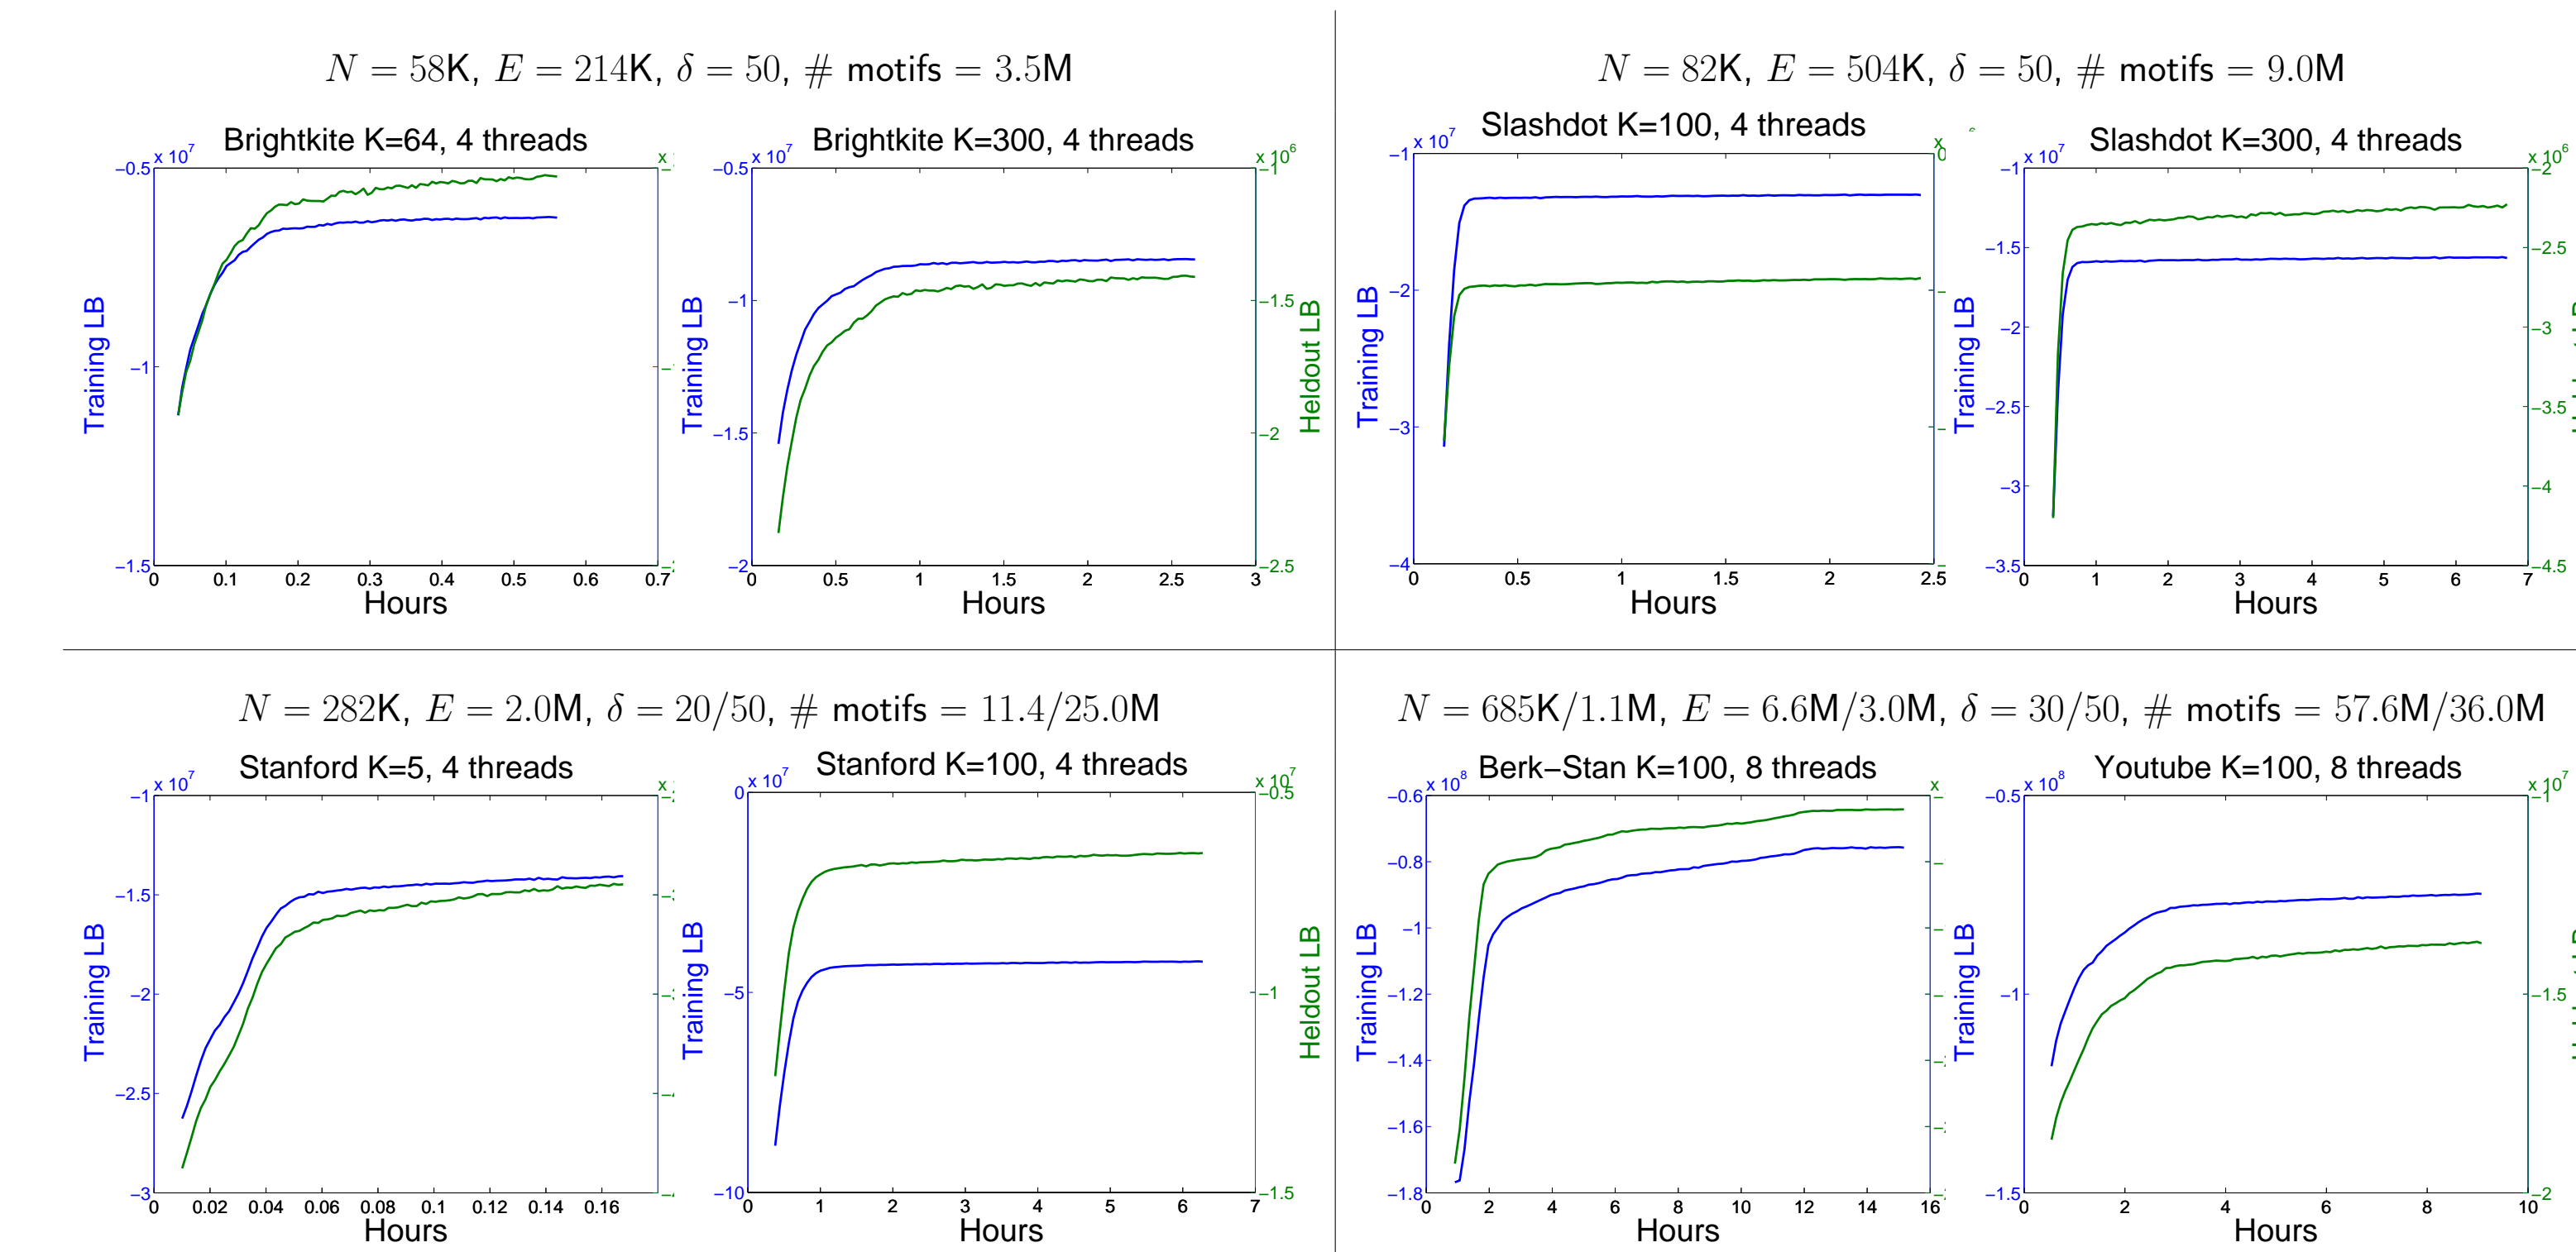 N = 58K, E = 214K, δ = 50, # motifs = 3.5M
Brightkite K=64, 4 threads
x 10^7
x
−0.5
−1
−1.5
Training LB
0 0.1 0.2 0.3 0.4 0.5 0.6 0.7
Hours
Brightkite K=300, 4 threads
x 10^7
x 10^6
−0.5
−1
−1.5
−2
Training LB
−1
−1.5
−2
−2.5
Heldout LB
0 0.5 1 1.5 2 2.5 3
Hours
N = 82K, E = 504K, δ = 50, # motifs = 9.0M
Slashdot K=100, 4 threads
x 10^7
x
−1
−2
−3
−4
Training LB
0 0.5 1 1.5 2 2.5
Hours
Slashdot K=300, 4 threads
x 10^7
x 10^6
−1
−1.5
−2
−2.5
−3
−3.5
Training LB
−2
−2.5
−3
−3.5
−4
−4.5
0 1 2 3 4 5 6 7
Hours
N = 282K, E = 2.0M, δ = 20/50, # motifs = 11.4/25.0M
Stanford K=5, 4 threads
x 10^7
x
−1
−1.5
−2
−2.5
−3
Training LB
0 0.02 0.04 0.06 0.08 0.1 0.12 0.14 0.16
Hours
Stanford K=100, 4 threads
x 10^7
x 10^7
0
−5
−10
Training LB
−0.5
−1
−1.5
Heldout LB
0 1 2 3 4 5 6 7
Hours
N = 685K/1.1M, E = 6.6M/3.0M, δ = 30/50, # motifs = 57.6M/36.0M
Berk−Stan K=100, 8 threads
x 10^8
x
−0.6
−0.8
−1
−1.2
−1.4
−1.6
−1.8
Training LB
0 2 4 6 8 10 12 14 16
Hours
Youtube K=100, 8 threads
x 10^8
x 10^7
−0.5
−1
−1.5
Training LB
−1
−1.5
−2
0 2 4 6 8 10
Hours